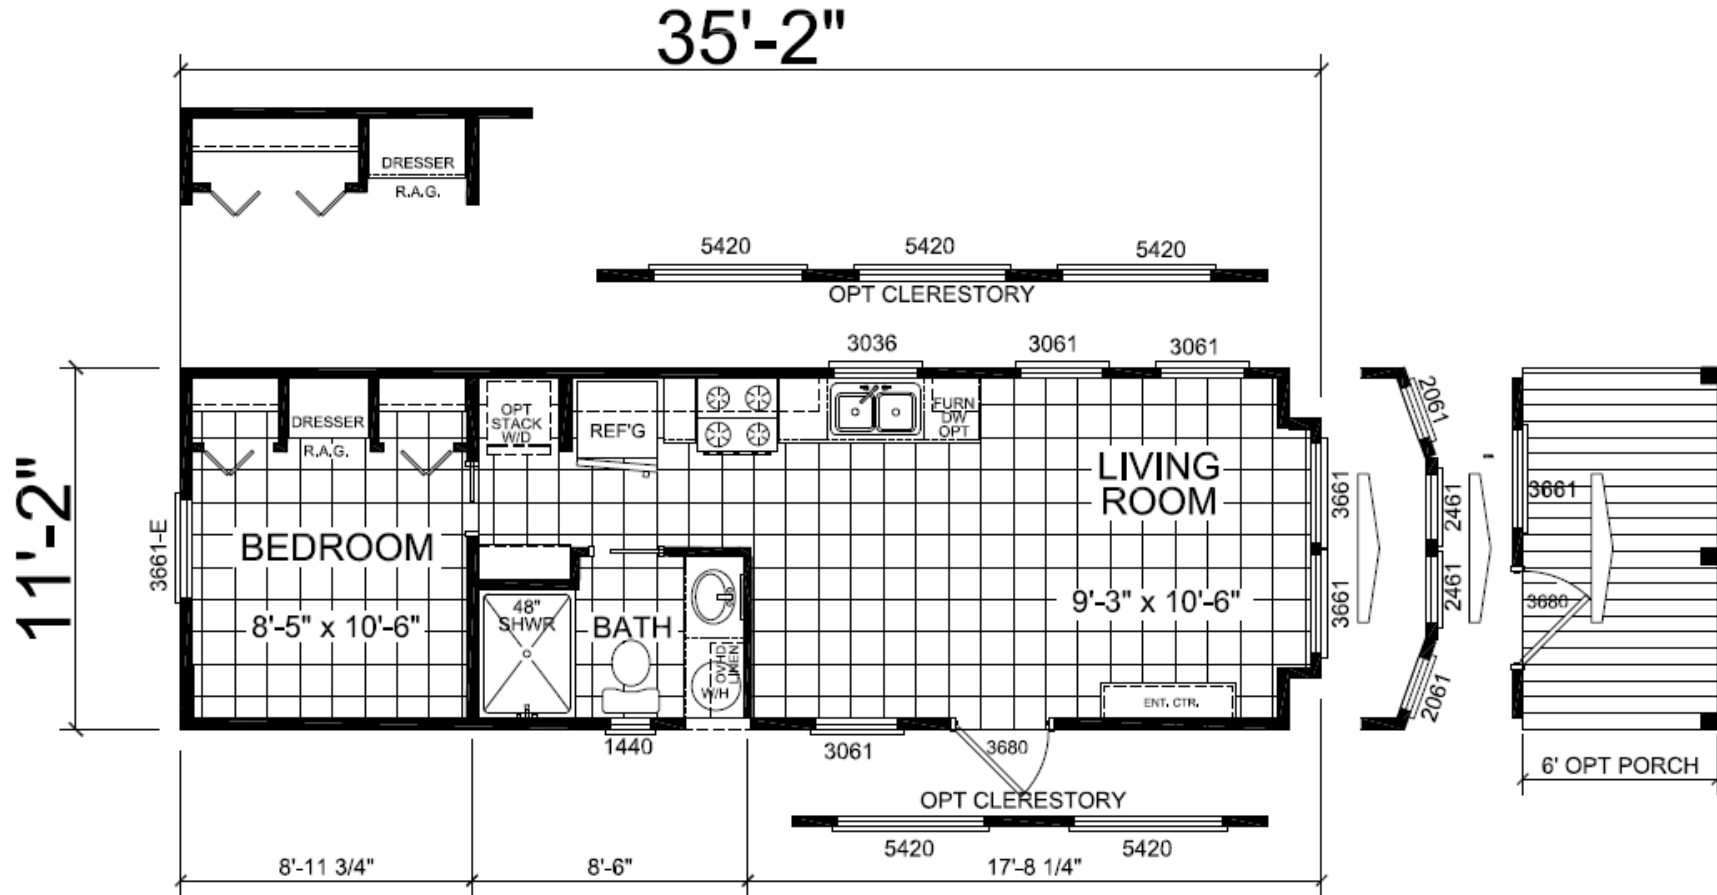 35'-2"
DRESSER
R.A.G.
5420
5420
5420
OPT CLERESTORY
3036
3061
3061
11'-2"
3661-E
DRESSER
R.A.G.
OPT
STACK
W/D
REF'G
FURN
DW
OPT
LIVING
ROOM
9'-3" x 10'-6"
BEDROOM
8'-5" x 10'-6"
48"
SHWR
BATH
OVHD
LINEN
W/H
ENT. CTR.
3661
3661
2061
2461
2461
2061
3661
3680
6' OPT PORCH
1440
3061
3680
OPT CLERESTORY
5420
5420
8'-11 3/4"
8'-6"
17'-8 1/4"